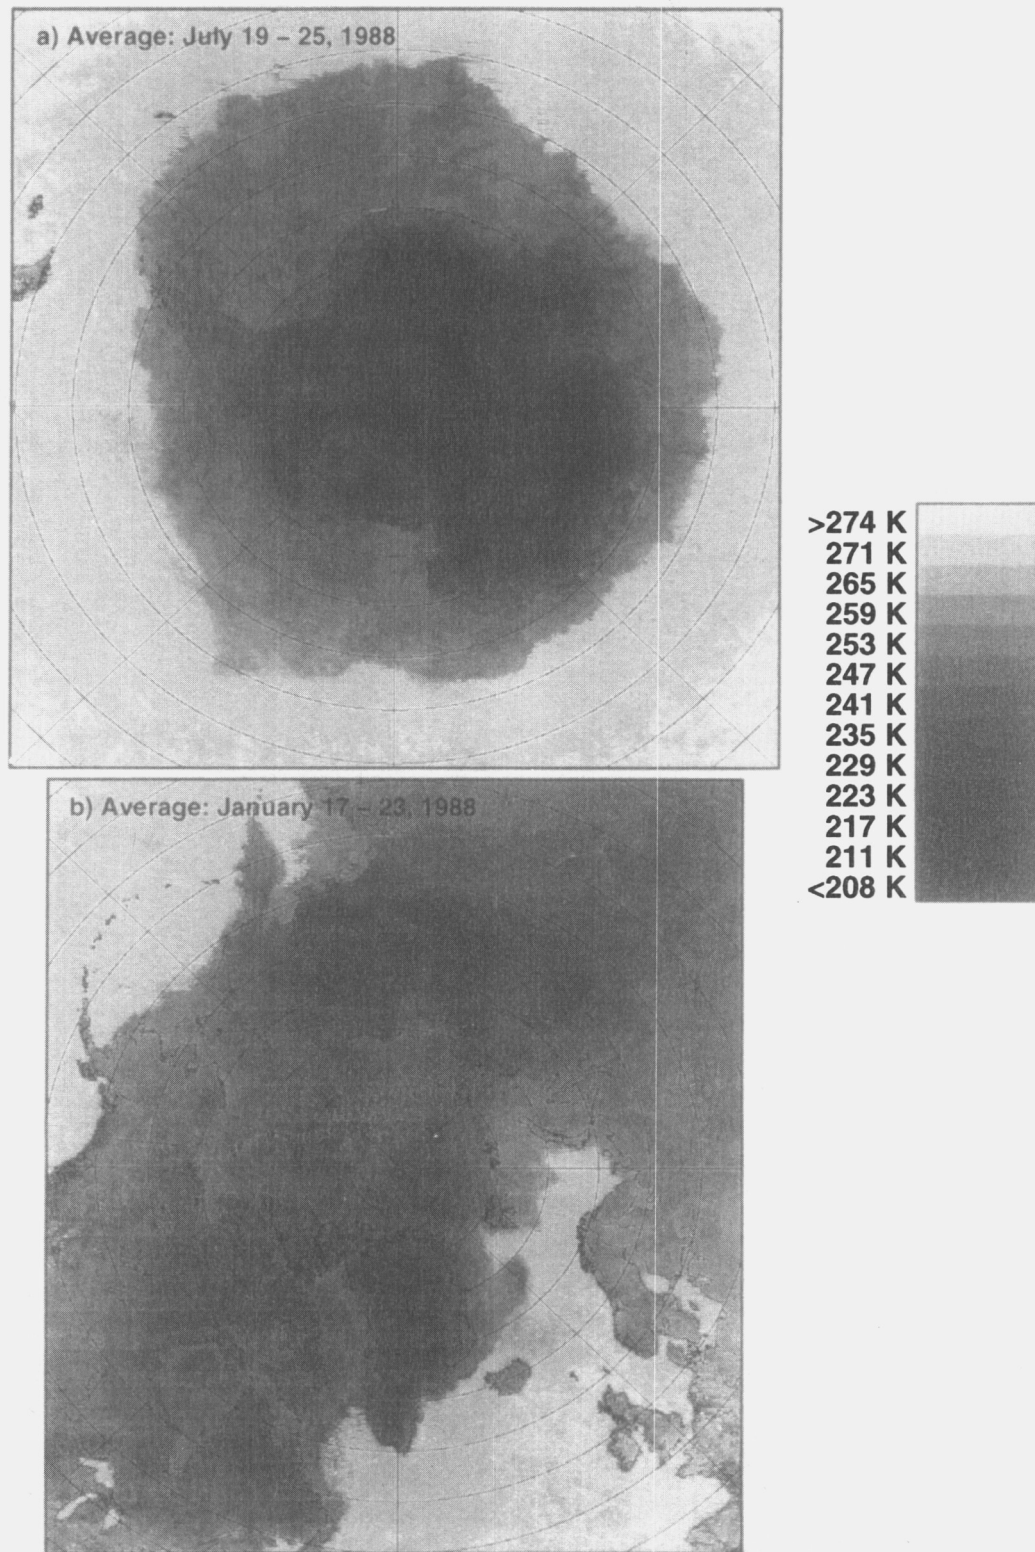 a) Average: July 19 – 25, 1988
>274 K
271 K
265 K
259 K
253 K
247 K
241 K
235 K
229 K
223 K
217 K
211 K
<208 K
b) Average: January 17 – 23, 1988